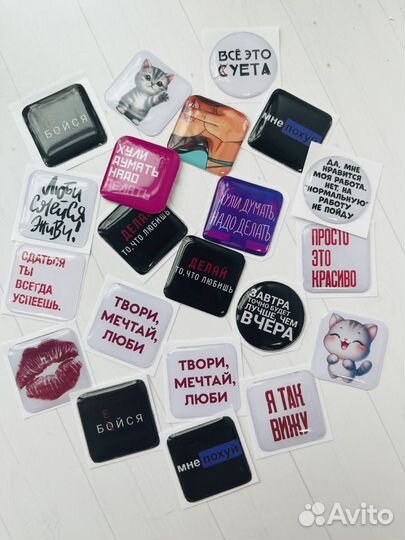 ВСЁ ЭТО
СУЕТА
НЕ
БОЙСЯ
мне похуй
ХУЛИ
ДУМАТЬ
НАДО
ДЕЛАТЬ
ДА, МНЕ
НРАВИТСЯ
МОЯ РАБОТА.
НЕТ, НА
"НОРМАЛЬНУЮ"
РАБОТУ
НЕ ПОЙДУ
Люби
смейся
живи!
ДЕЛАЙ
ТО, ЧТО ЛЮБИШЬ
ХУЛИ ДУМАТЬ
НАДО ДЕЛАТЬ
СДАТЬСЯ
ТЫ
ВСЕГДА
УСПЕЕШЬ.
ДЕЛАЙ
ТО, ЧТО ЛЮБИШЬ
ПРОСТО
ЭТО
КРАСИВО
ТВОРИ,
МЕЧТАЙ,
ЛЮБИ
ЗАВТРА
ТОЧНО БУДЕТ
ЛУЧШЕ, ЧЕМ
ВЧЕРА
ТВОРИ,
МЕЧТАЙ,
ЛЮБИ
НЕ
БОЙСЯ
Я ТАК
ВИЖУ
мне похуй
Avito